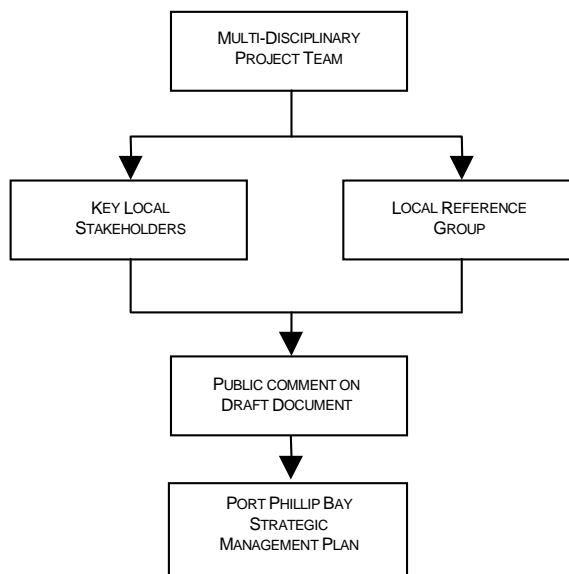 MULTI-DISCIPLINARY
PROJECT TEAM
KEY LOCAL
STAKEHOLDERS
LOCAL REFERENCE
GROUP
PUBLIC COMMENT ON
DRAFT DOCUMENT
PORT PHILLIP BAY
STRATEGIC
MANAGEMENT PLAN